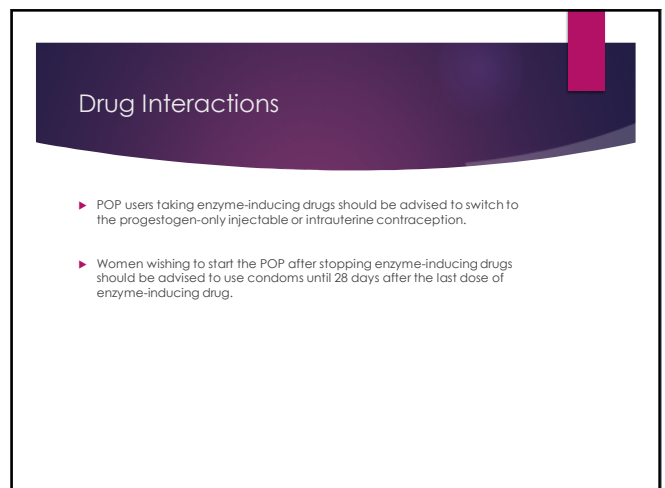 Drug Interactions
POP users taking enzyme-inducing drugs should be advised to switch to
the progestogen-only injectable or intrauterine contraception.
Women wishing to start the POP after stopping enzyme-inducing drugs
should be advised to use condoms until 28 days after the last dose of
enzyme-inducing drug.